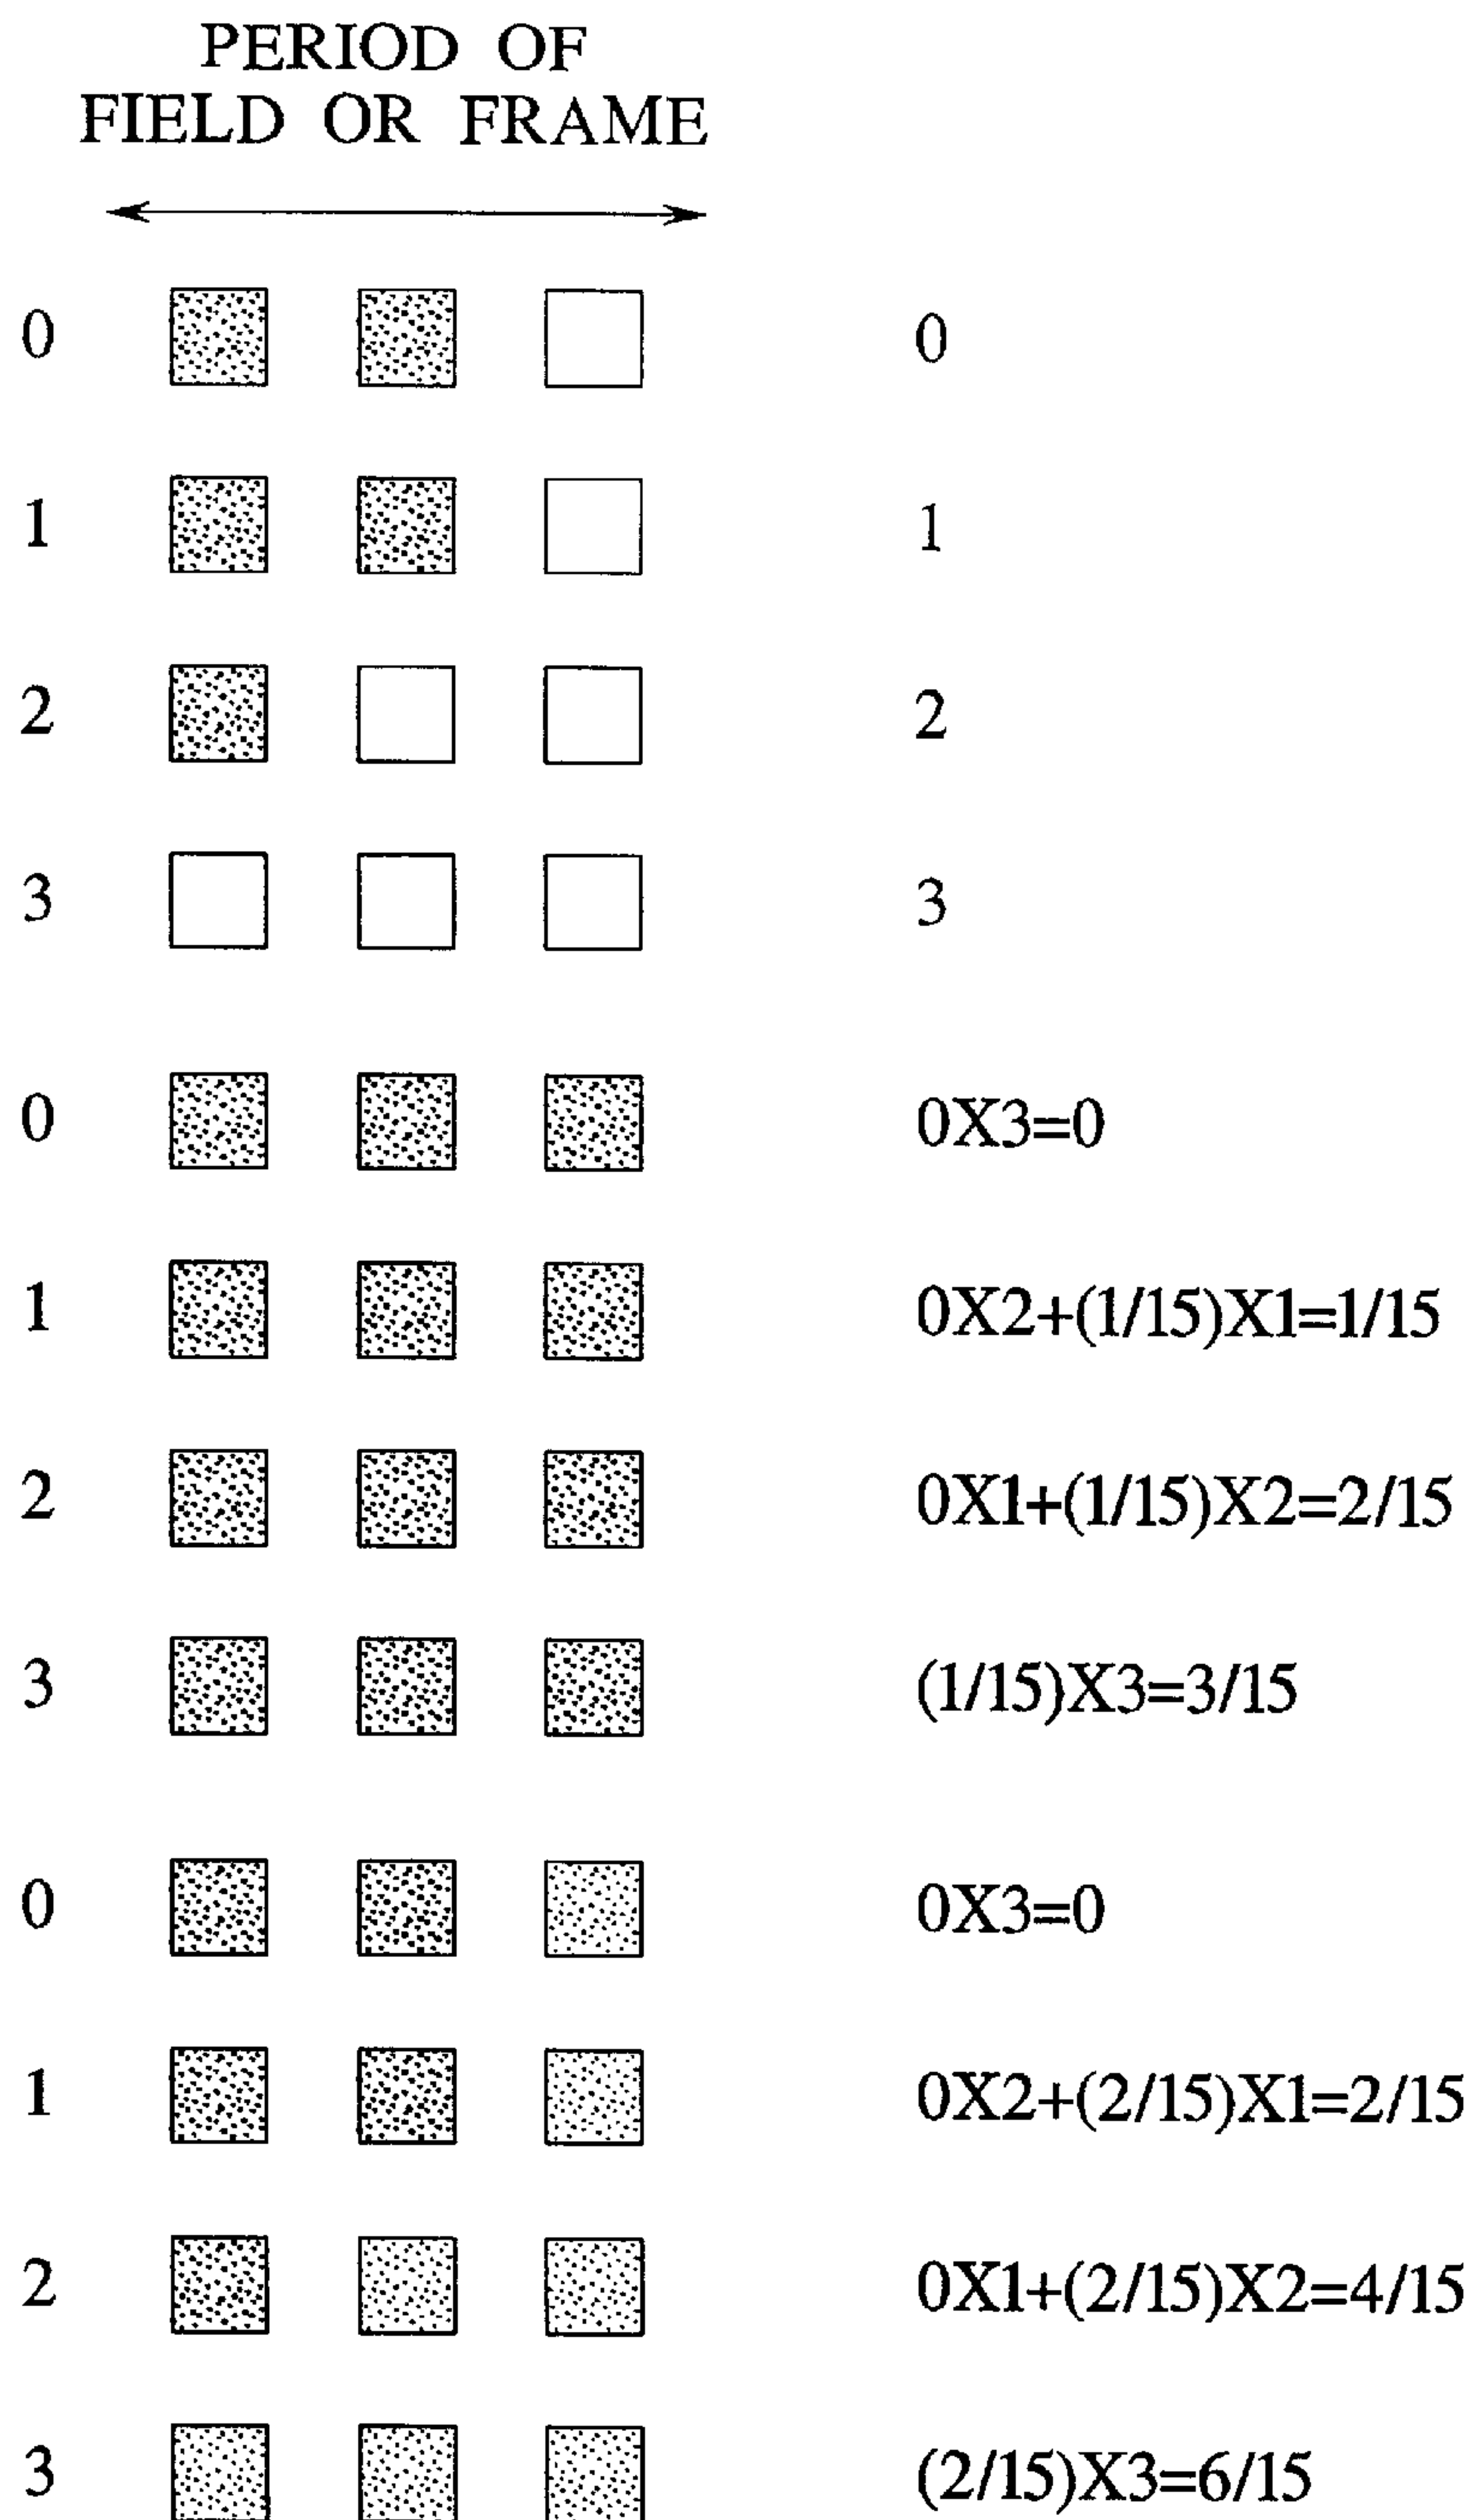 PERIOD OF
FIELD OR FRAME
0 0
1 1
2 2
3 3
0 0X3=0
1 0X2+(1/15)X1=1/15
2 0X1+(1/15)X2=2/15
3 (1/15)X3=3/15
0 0X3=0
1 0X2+(2/15)X1=2/15
2 0X1+(2/15)X2=4/15
3 (2/15)X3=6/15